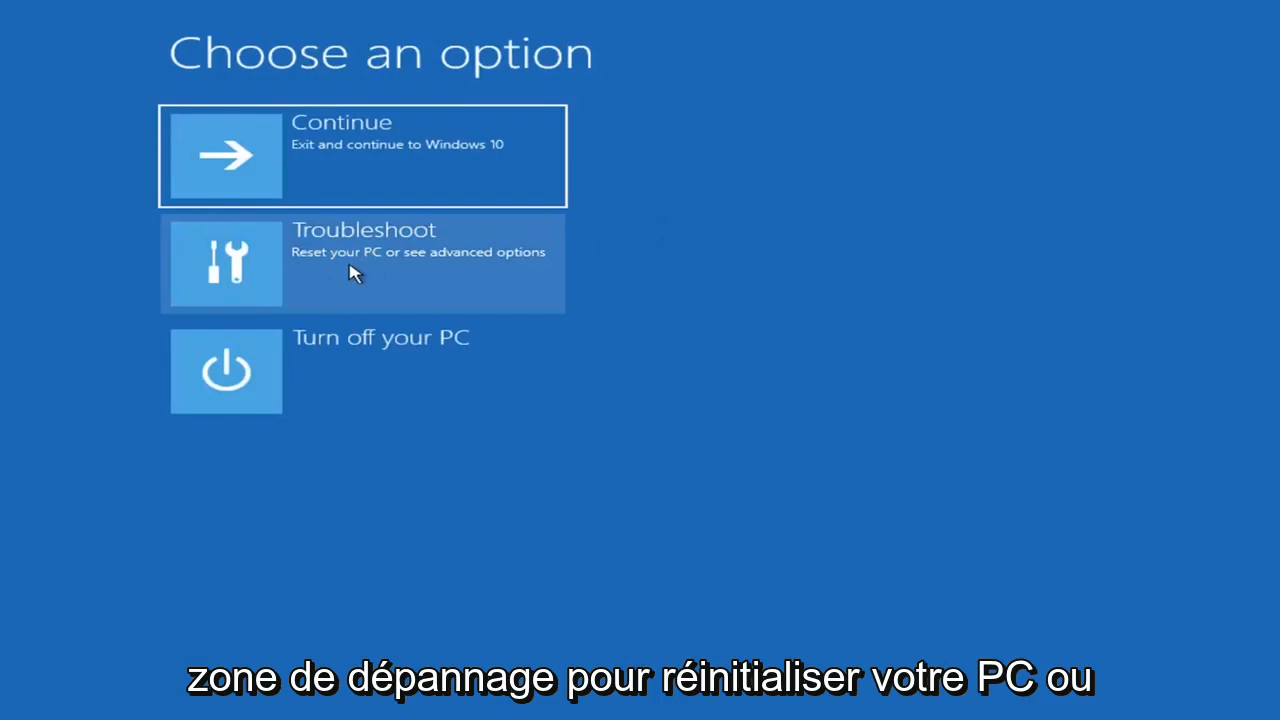 Choose an option
Continue
Exit and continue to Windows 10
Troubleshoot
Reset your PC or see advanced options
Turn off your PC
zone de dépannage pour réinitialiser votre PC ou